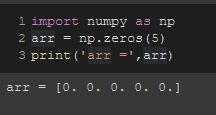 1 import numpy as np
2 arr = np.zeros(5)
3 print('arr =',arr)
arr = [0. 0. 0. 0. 0.]